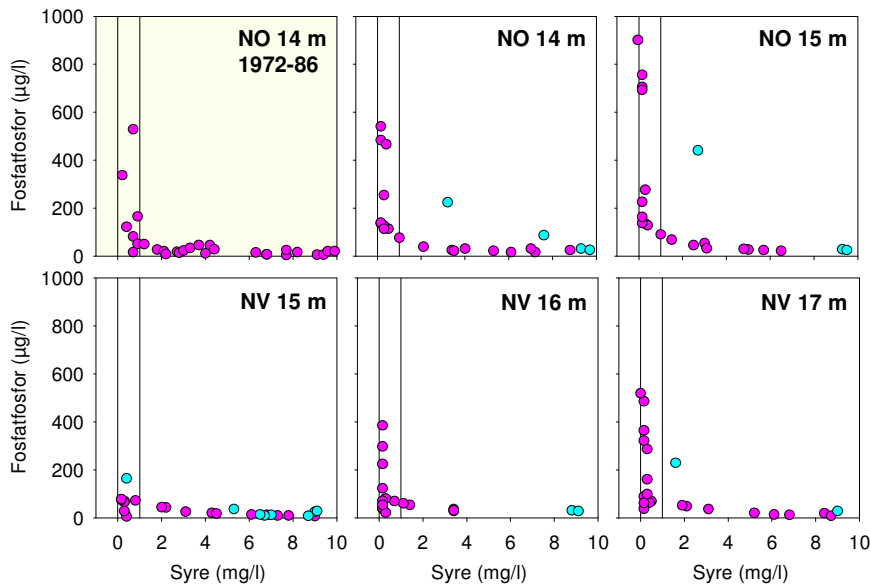 1000
800
600
400
200
0
Fosfatfosfor (µg/l)
NO 14 m
1972-86
NO 14 m
NO 15 m
1000
800
600
400
200
0
Fosfatfosfor (µg/l)
NV 15 m
NV 16 m
NV 17 m
0 2 4 6 8 10
0 2 4 6 8 10
0 2 4 6 8 10
Syre (mg/l)
Syre (mg/l)
Syre (mg/l)